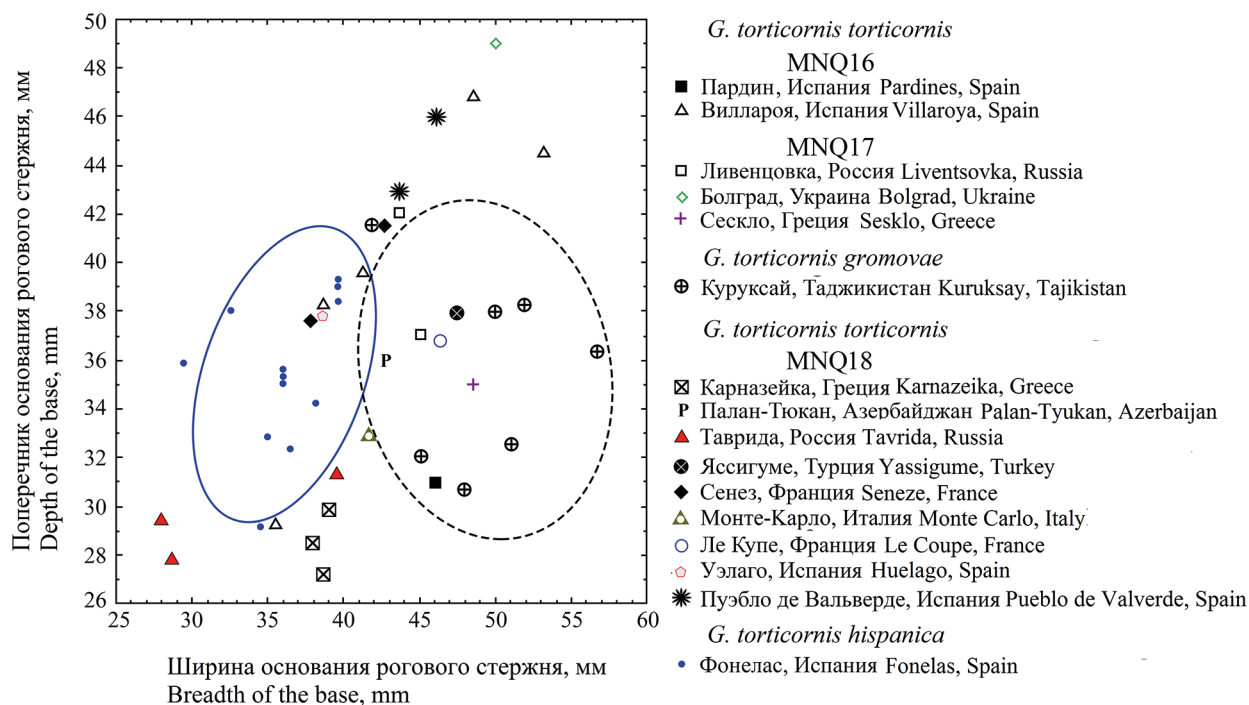 50
48
46
44
42
40
38
36
34
32
30
28
26
25
30
35
40
45
50
55
60
P
Поперечник основания рогового стержня, мм
Depth of the base, mm
Ширина основания рогового стержня, мм
Breadth of the base, mm
G. torticornis torticornis
MNQ16
Пардин, Испания Pardines, Spain
Виллароя, Испания Villaroya, Spain
MNQ17
Ливенцовка, Россия Liventsovka, Russia
Болград, Украина Bolgrad, Ukraine
Сескло, Греция Sesklo, Greece
G. torticornis gromovae
Куруксай, Таджикистан Kuruksay, Tajikistan
G. torticornis torticornis
MNQ18
Карназейка, Греция Karnazeika, Greece
P Палан-Тюкан, Азербайджан Palan-Tyukan, Azerbaijan
Таврида, Россия Tavrida, Russia
Яссигуме, Турция Yassigume, Turkey
Сенез, Франция Seneze, France
Монте-Карло, Италия Monte Carlo, Italy
Ле Купе, Франция Le Coupe, France
Уэлаго, Испания Huelago, Spain
Пуэбло де Вальверде, Испания Pueblo de Valverde, Spain
G. torticornis hispanica
Фонелас, Испания Fonelas, Spain